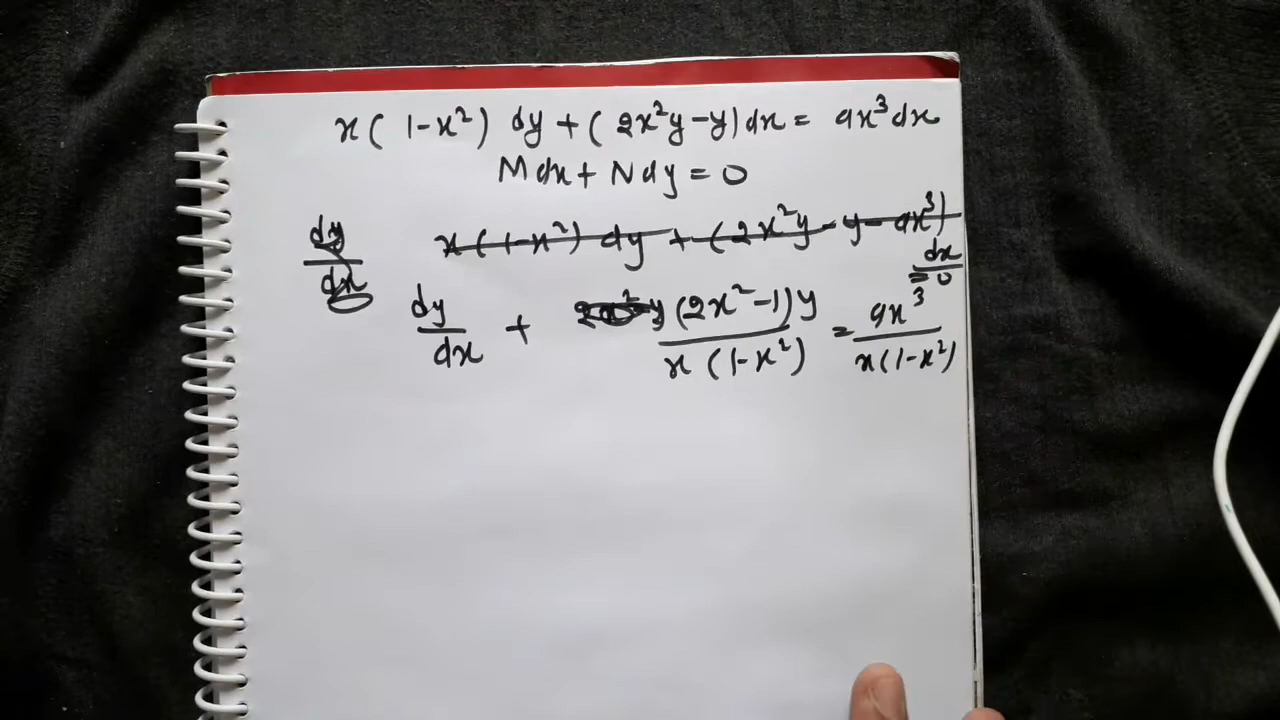 x(1-x²) dy + (2x²y-y)dx = ax³dx
Mdx + Ndy = 0
dy/dx x(1-x²) dy + (2x²y - y - ax³) dx = 0
dy/dx + (2x²-1)y / x(1-x²) = ax³ / x(1-x²)